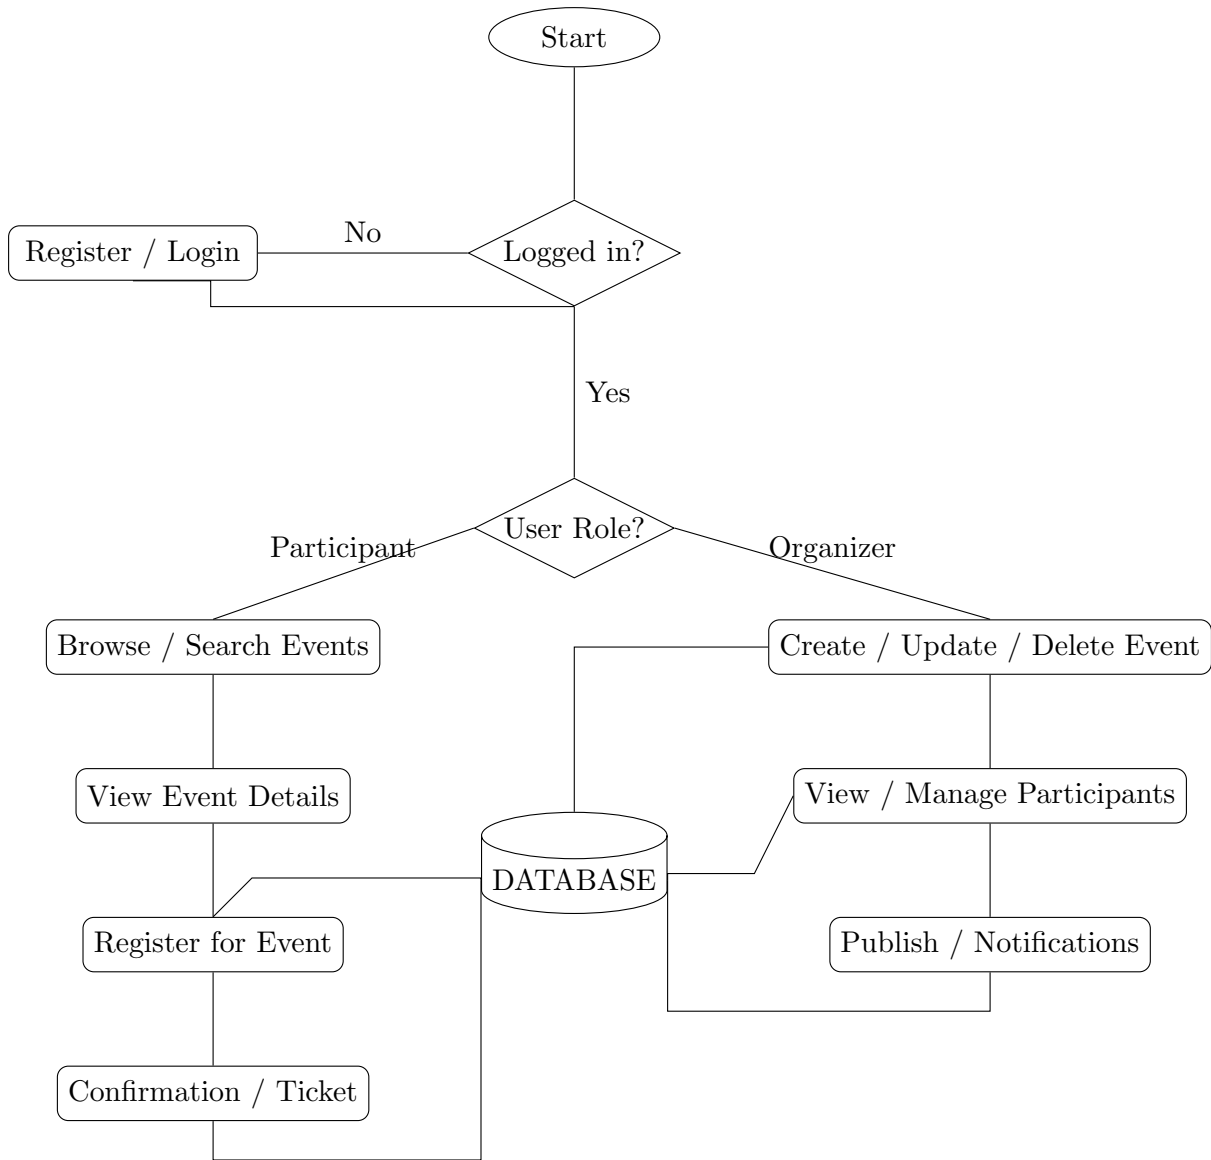 Start
No
Register / Login
Logged in?
Yes
User Role?
Participant
Organizer
Browse / Search Events
Create / Update / Delete Event
View Event Details
View / Manage Participants
DATABASE
Register for Event
Publish / Notifications
Confirmation / Ticket